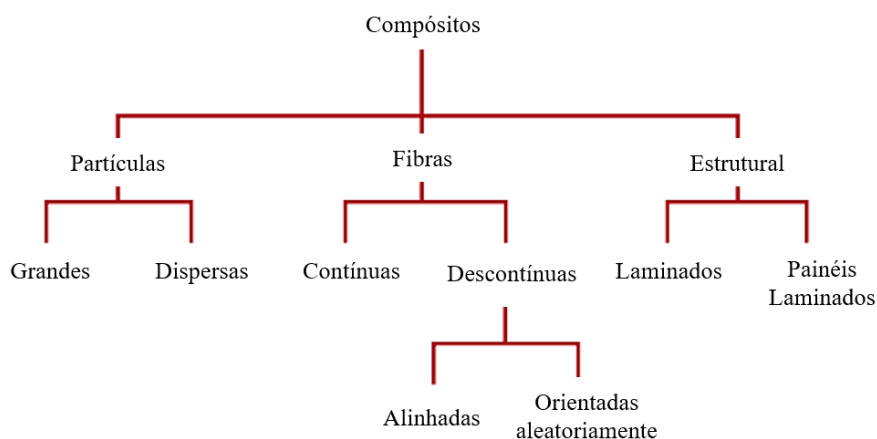 Compósitos
Partículas
Fibras
Estrutural
Grandes
Dispersas
Contínuas
Descontínuas
Laminados
Painéis
Laminados
Alinhadas
Orientadas
aleatoriamente